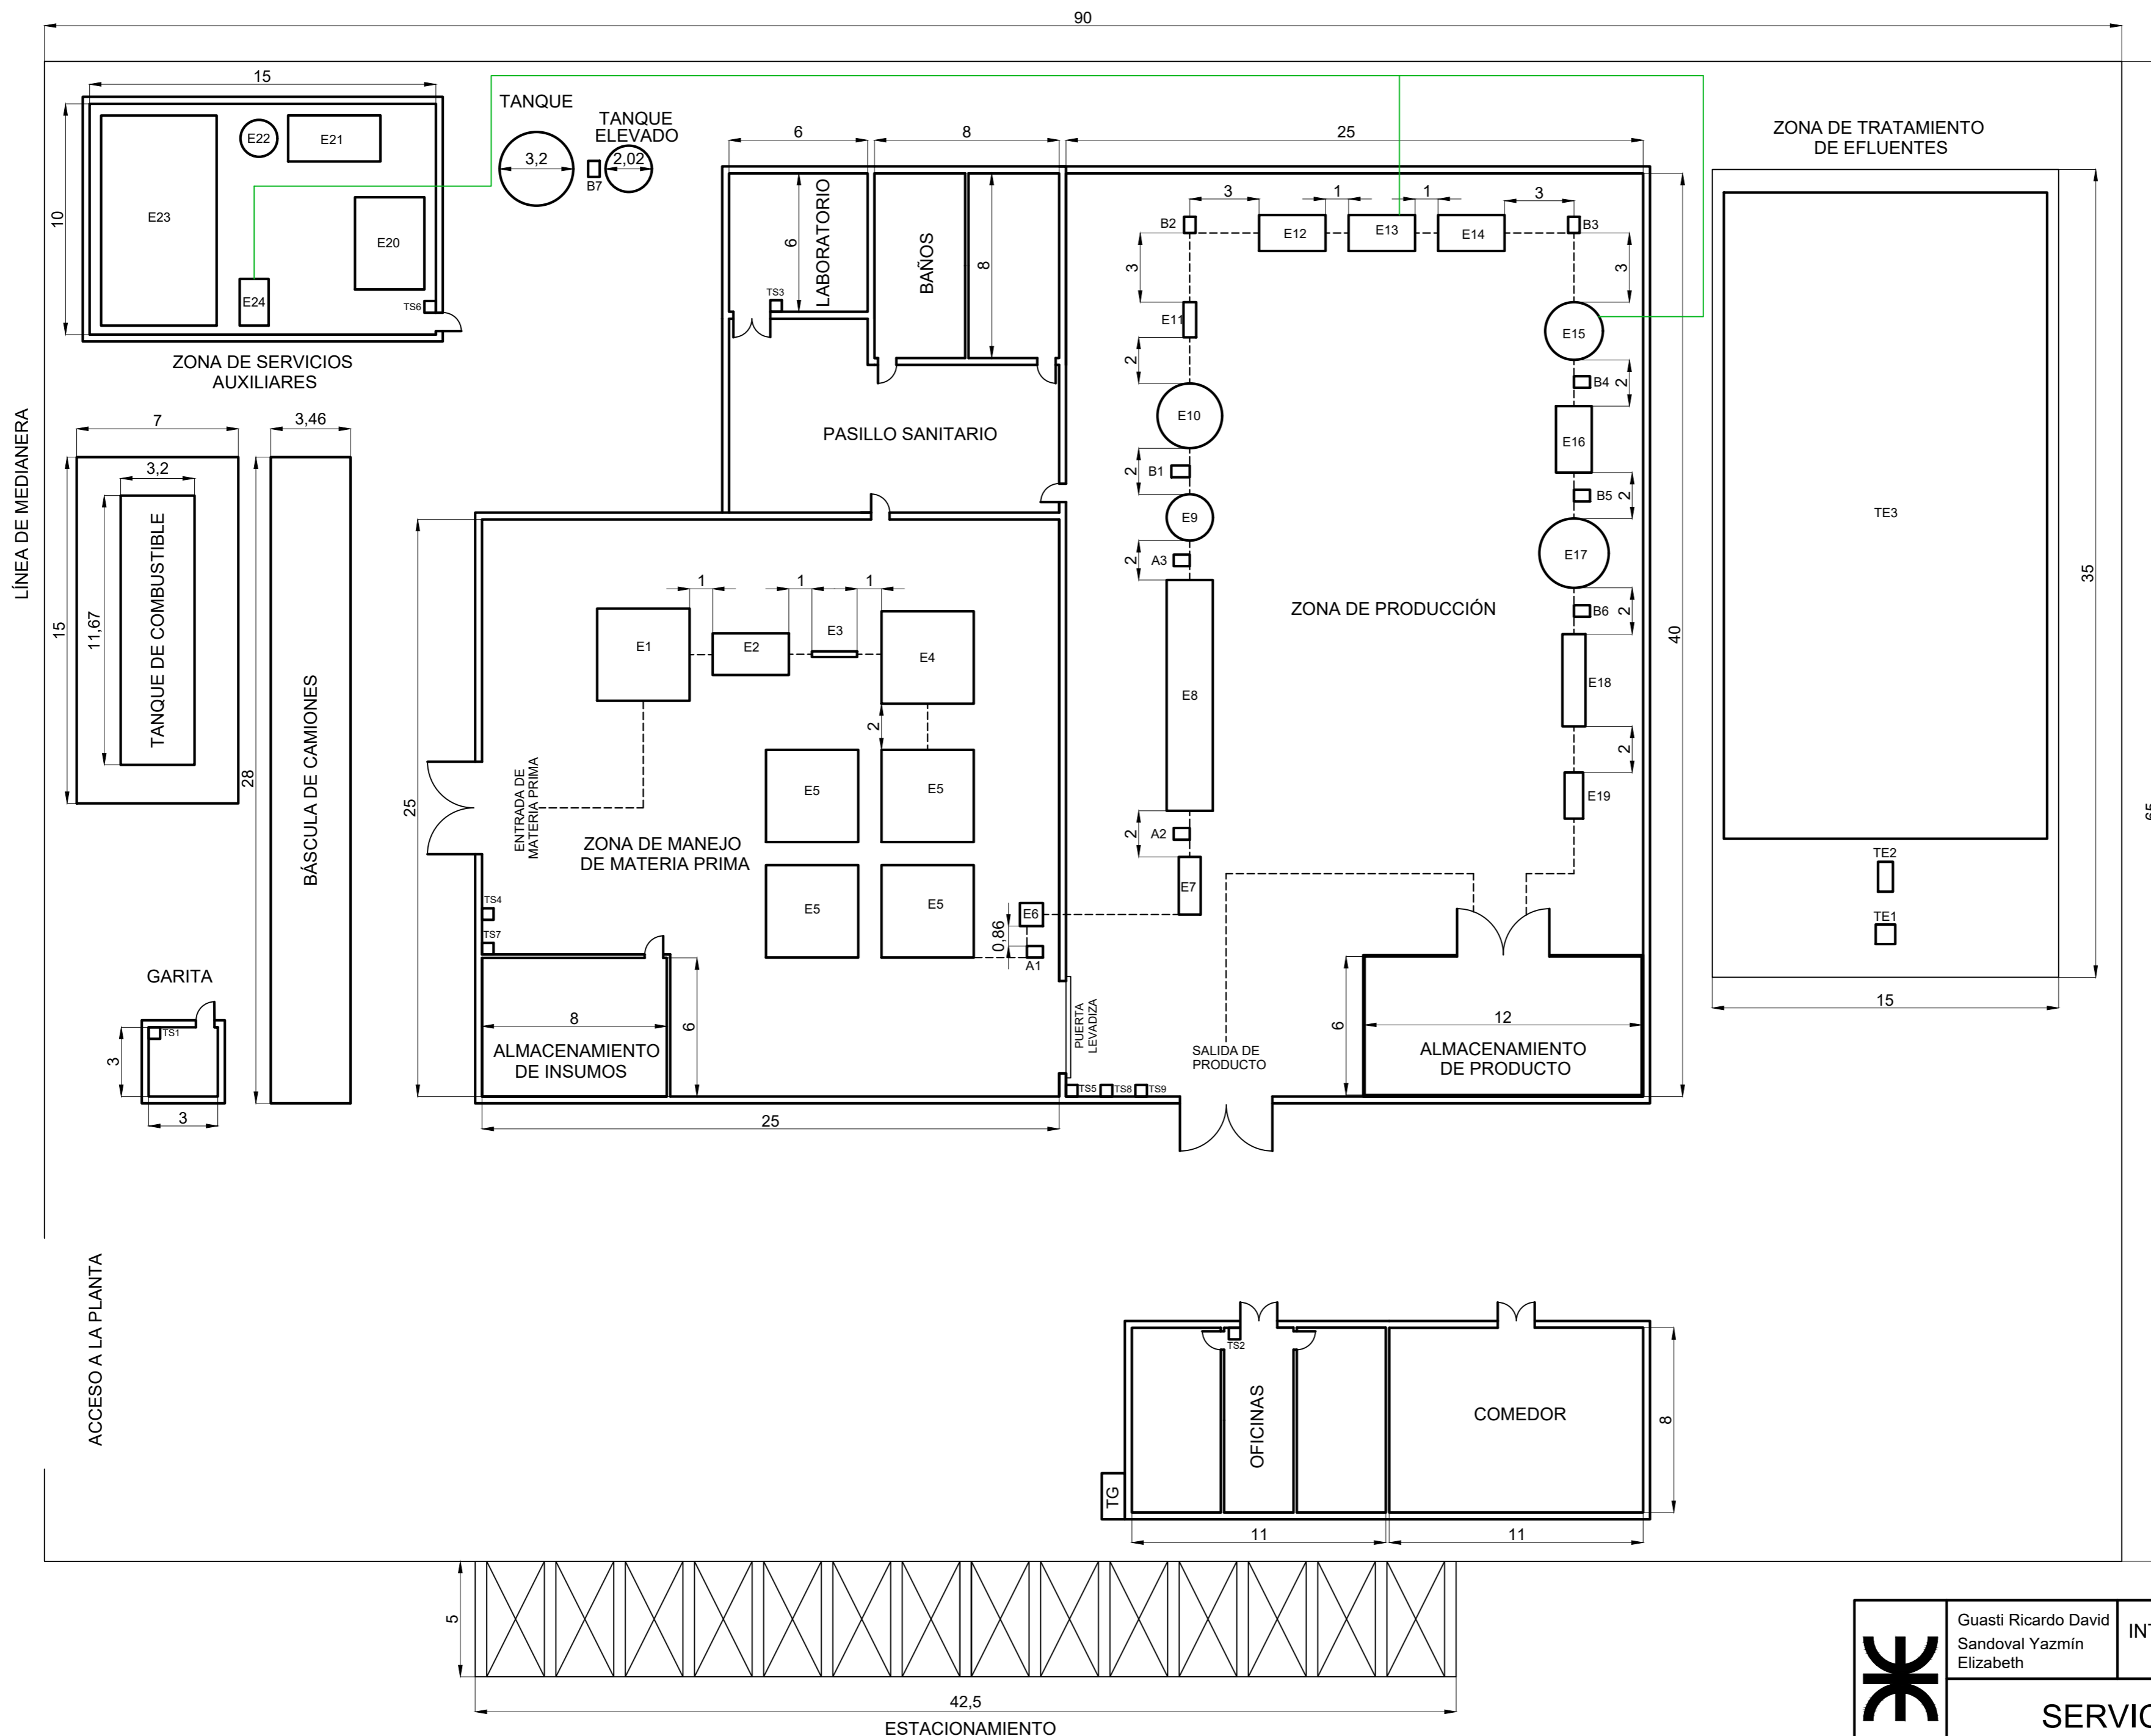 90
15
TANQUE
TANQUE
ELEVADO
3,2
2,02
B7
10
E22
E21
E23
E20
E24
TS6
ZONA DE SERVICIOS
AUXILIARES
6
8
25
LABORATORIO
6
TS3
BAÑOS
8
PASILLO SANITARIO
ZONA DE TRATAMIENTO
DE EFLUENTES
3
1
1
3
B2
E12
E13
E14
B3
3
3
E11
E15
2
B4
2
E10
E16
2
B1
B5
2
E9
E17
2
A3
B6
2
ZONA DE PRODUCCIÓN
E8
E18
2
E19
2
A2
E7
40
TE3
35
TE2
TE1
15
65
LÍNEA DE MEDIANERA
7
3,46
3,2
15
11,67
TANQUE DE COMBUSTIBLE
28
BÁSCULA DE CAMIONES
25
1
1
1
E1
E2
E3
E4
2
E5
E5
E5
E5
ENTRADA DE
MATERIA PRIMA
ZONA DE MANEJO
DE MATERIA PRIMA
TS4
TS7
E6
0,86
A1
GARITA
TS1
3
3
8
6
ALMACENAMIENTO
DE INSUMOS
25
PUERTA
LEVADIZA
TS5
TS8
TS9
SALIDA DE
PRODUCTO
6
12
ALMACENAMIENTO
DE PRODUCTO
ACCESO A LA PLANTA
TS2
OFICINAS
COMEDOR
8
TG
11
11
5
42,5
ESTACIONAMIENTO
Guasti Ricardo David
Sandoval Yazmín
Elizabeth
INT
SERVIC